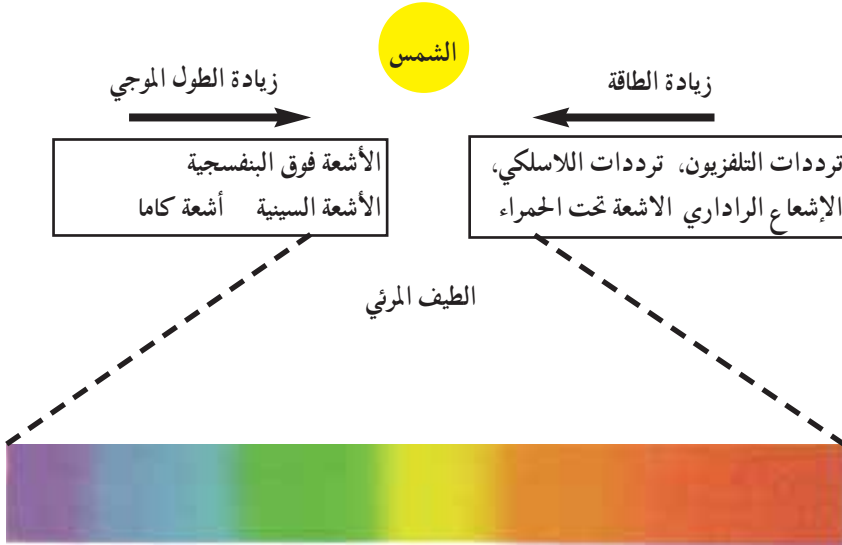 الشمس
زيادة الطاقة
زيادة الطول الموجي
ترددات التلفزيون، ترددات اللاسلكي،
الإشعاع الراداري الاشعة تحت الحمراء
الأشعة فوق البنفسجية
الأشعة السينية أشعة كاما
الطيف المرئي